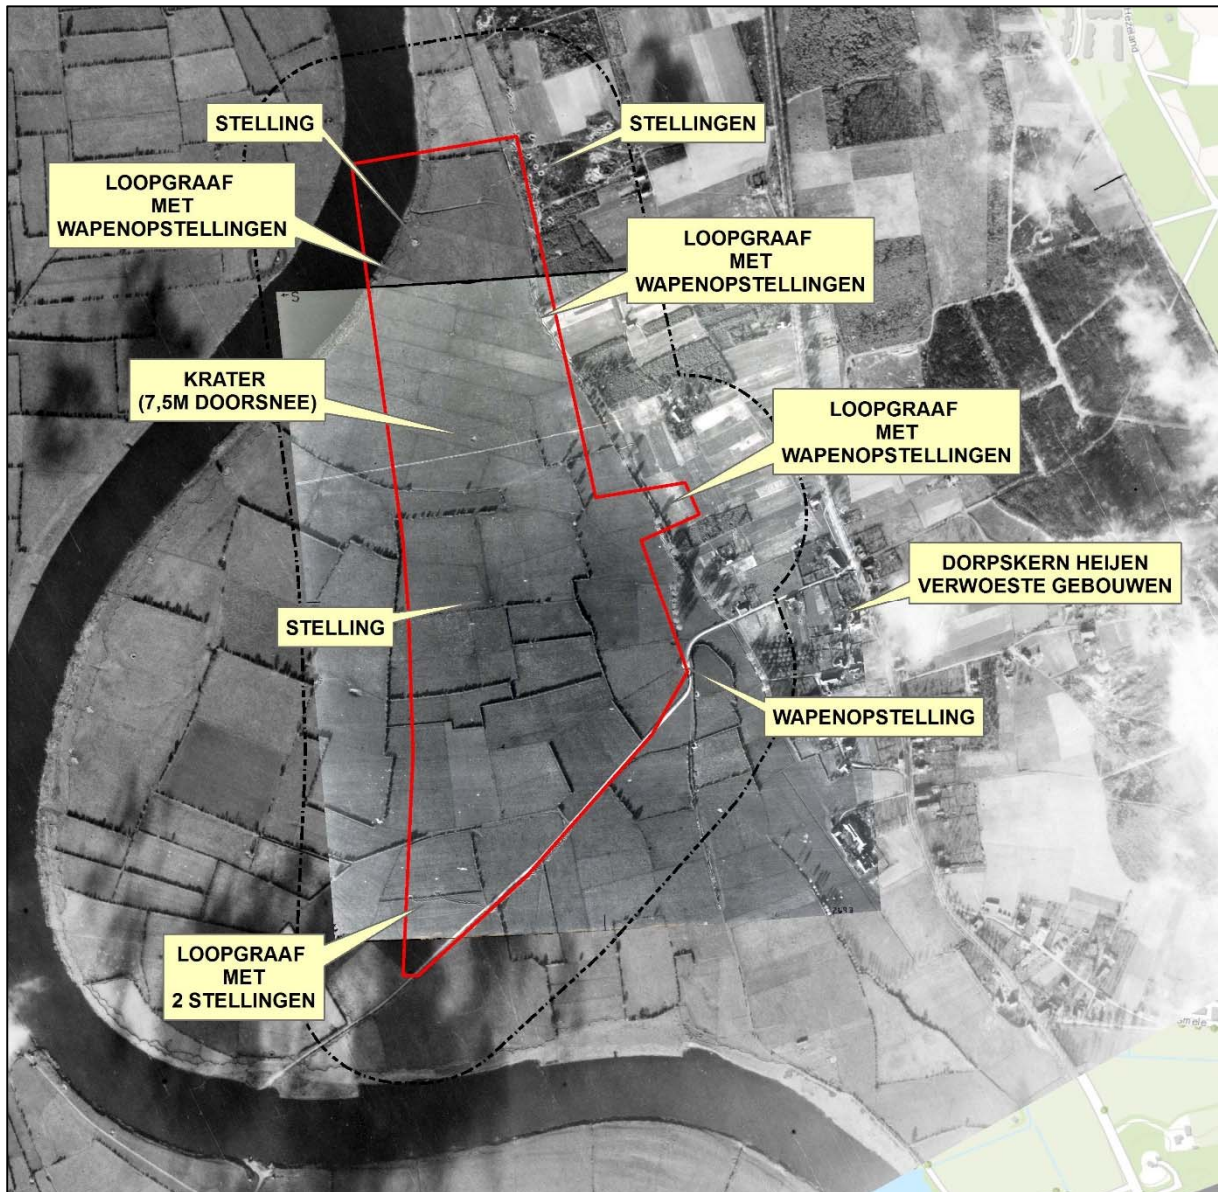 Hezeland
STELLING
STELLINGEN
LOOPGRAAF
MET
WAPENOPSTELLINGEN
LOOPGRAAF
MET
WAPENOPSTELLINGEN
KRATER
(7,5M DOORSNEE)
LOOPGRAAF
MET
WAPENOPSTELLINGEN
DORPSKERN HEIJEN
VERWOESTE GEBOUWEN
STELLING
WAPENOPSTELLING
LOOPGRAAF
MET
2 STELLINGEN